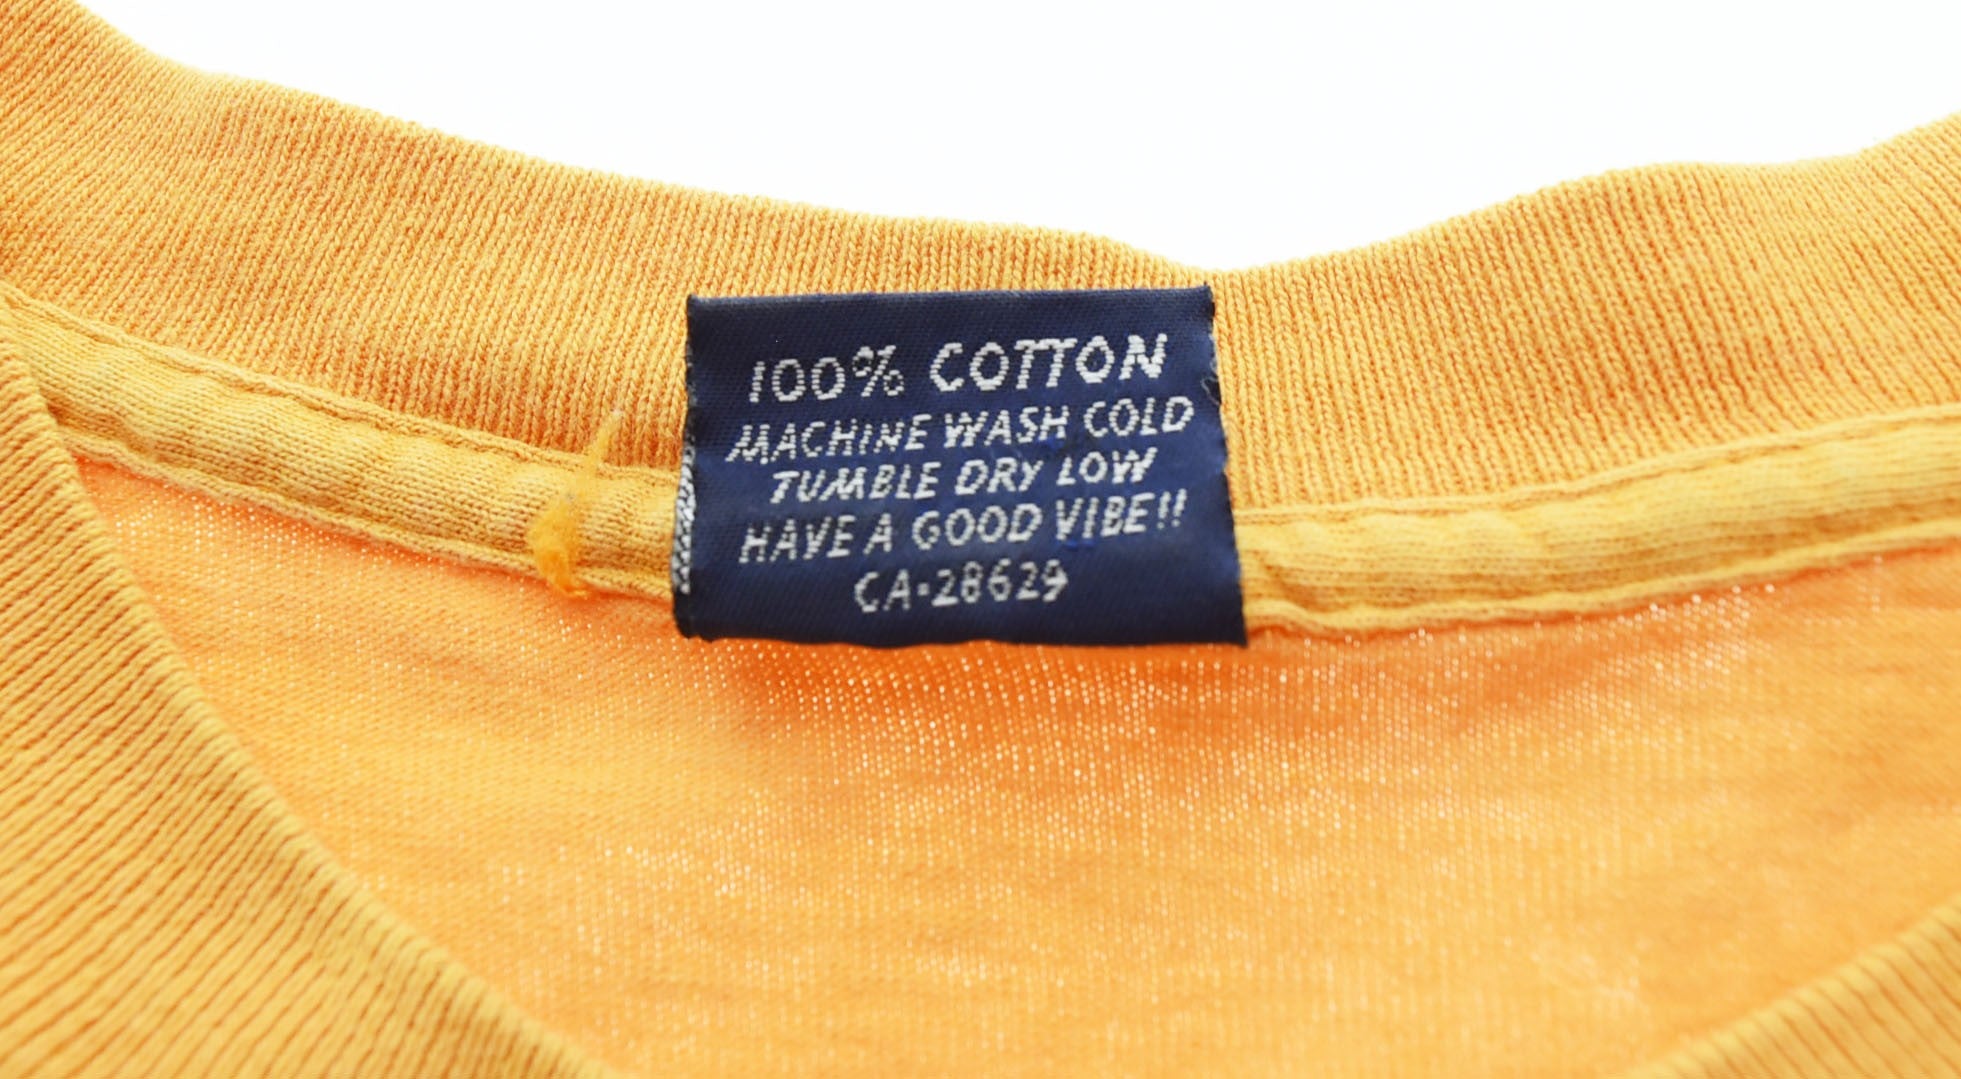 100% COTTON
MACHINE WASH COLD
TUMBLE DRY LOW
HAVE A GOOD VIBE!!
CA-28629